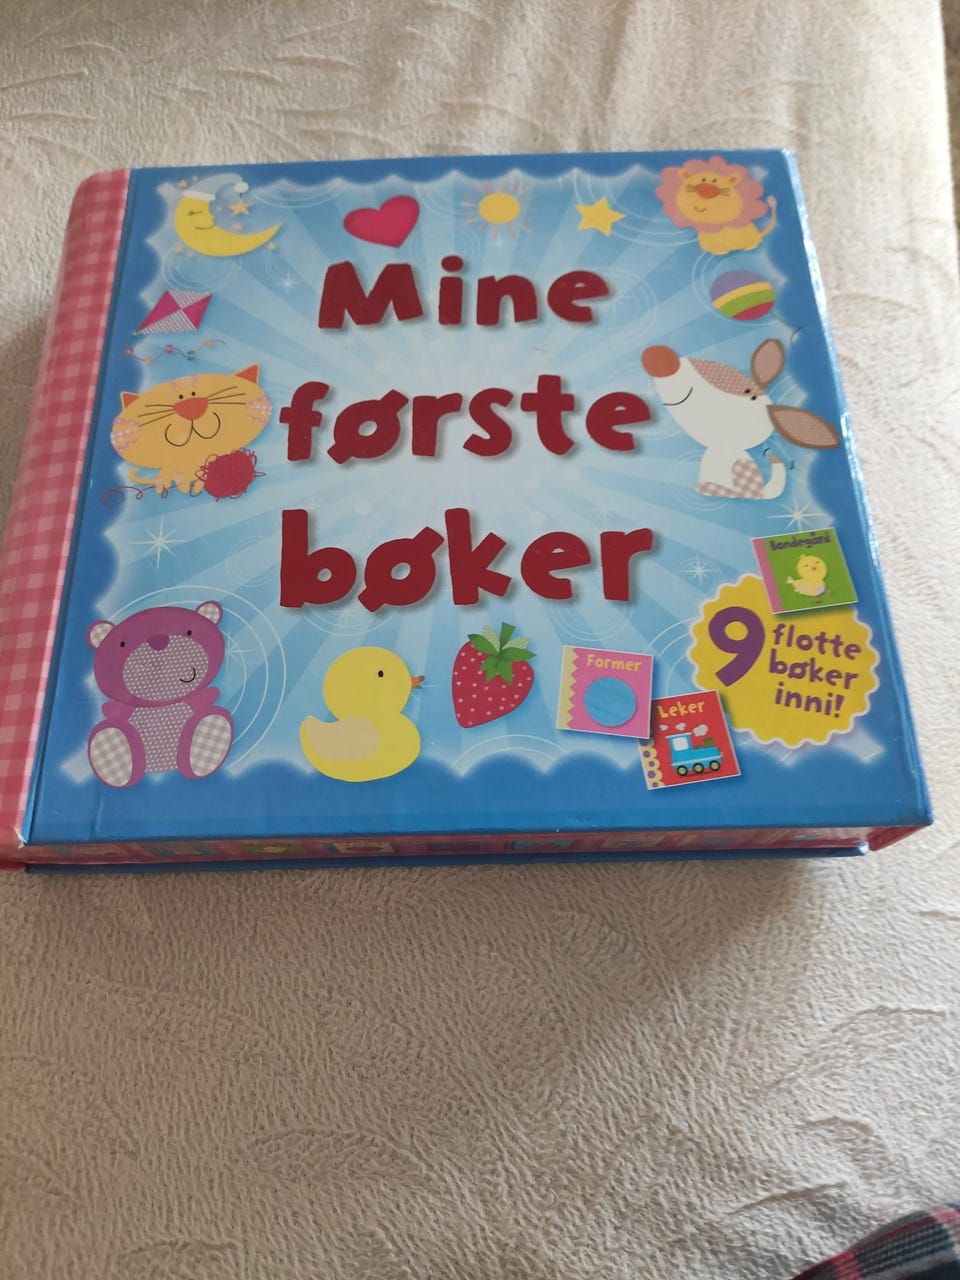 Mine
første
bøker
Bondegård
9 flotte
bøker
inni!
Former
Leker